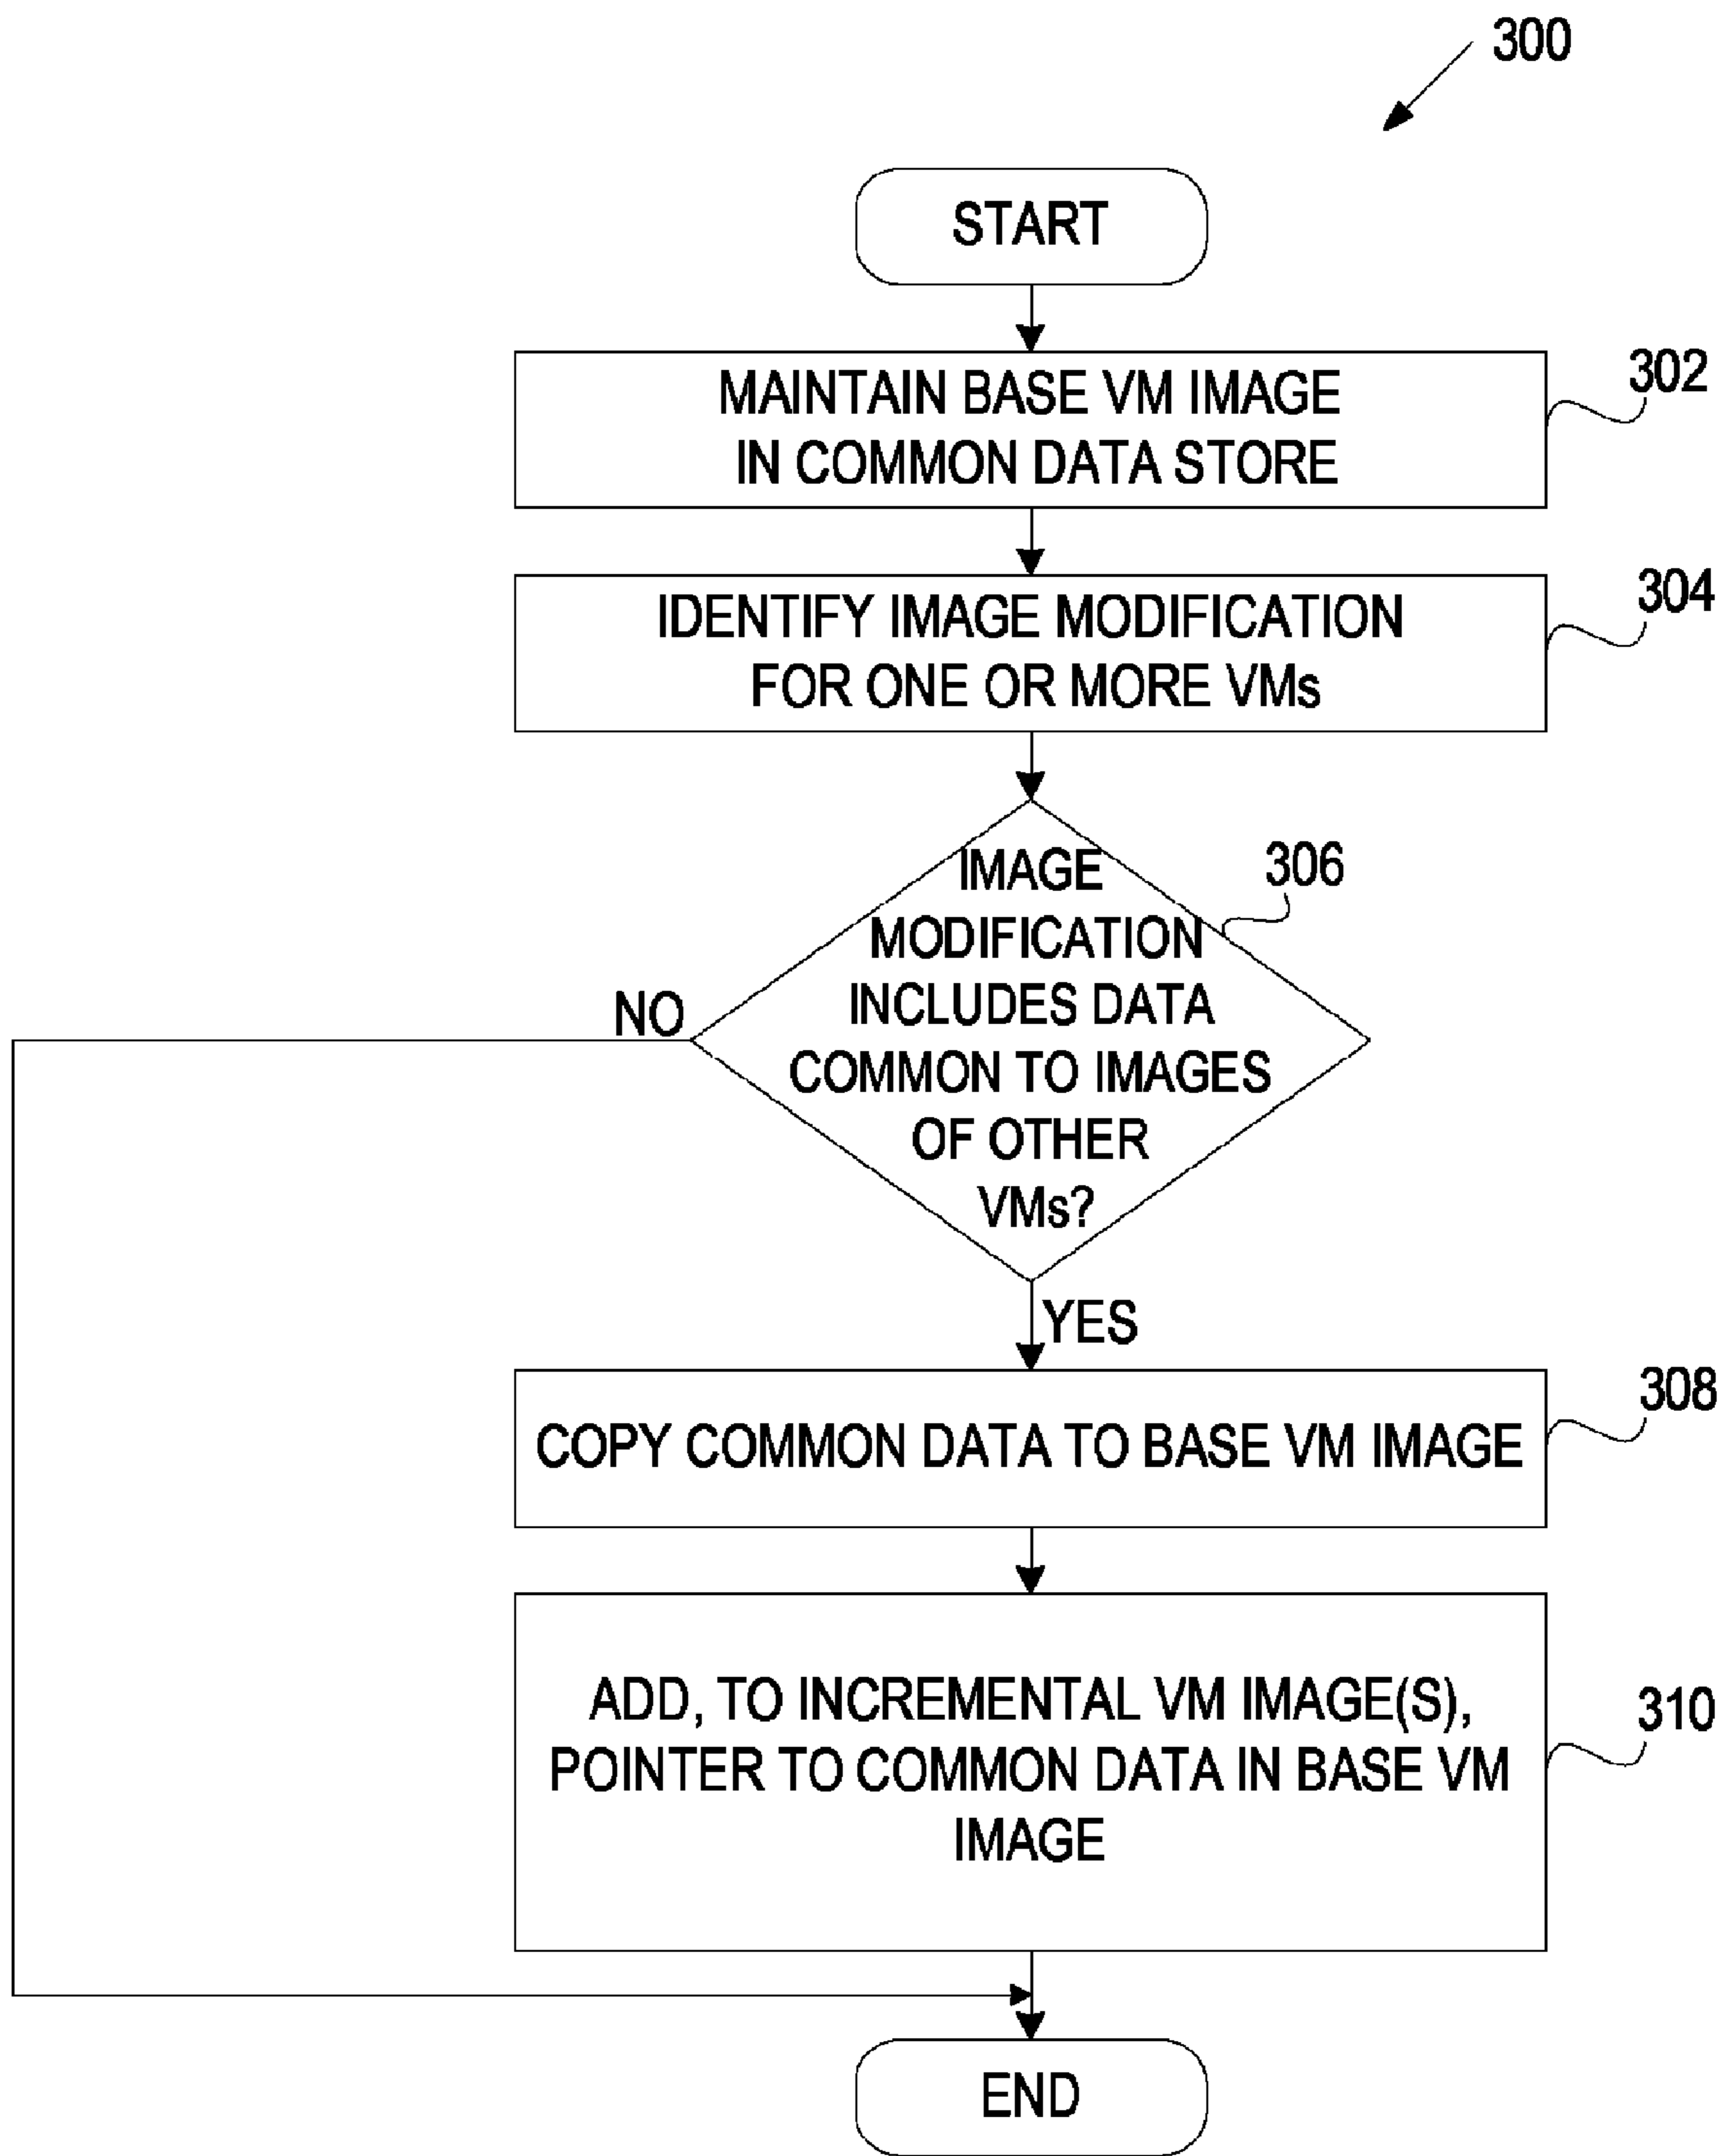 300
START
MAINTAIN BASE VM IMAGE
IN COMMON DATA STORE
302
IDENTIFY IMAGE MODIFICATION
FOR ONE OR MORE VMs
304
IMAGE
MODIFICATION
INCLUDES DATA
COMMON TO IMAGES
OF OTHER
VMs?
306
NO
YES
COPY COMMON DATA TO BASE VM IMAGE
308
ADD, TO INCREMENTAL VM IMAGE(S),
POINTER TO COMMON DATA IN BASE VM
IMAGE
310
END